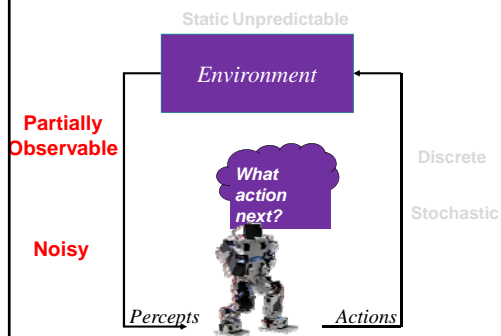 Static Unpredictable
Environment
Partially
Observable
What
action
next?
Discrete
Stochastic
Noisy
Percepts
Actions